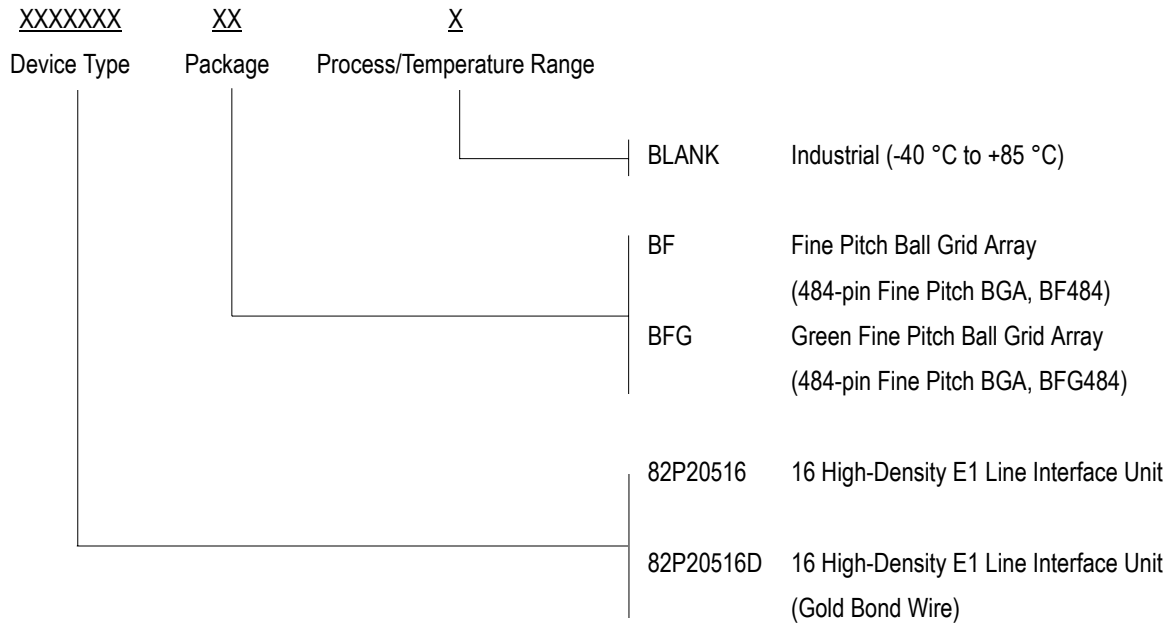 XXXXXXX XX X
Device Type Package Process/Temperature Range
BLANK Industrial (-40 °C to +85 °C)
BF Fine Pitch Ball Grid Array
(484-pin Fine Pitch BGA, BF484)
BFG Green Fine Pitch Ball Grid Array
(484-pin Fine Pitch BGA, BFG484)
82P20516 16 High-Density E1 Line Interface Unit
82P20516D 16 High-Density E1 Line Interface Unit
(Gold Bond Wire)